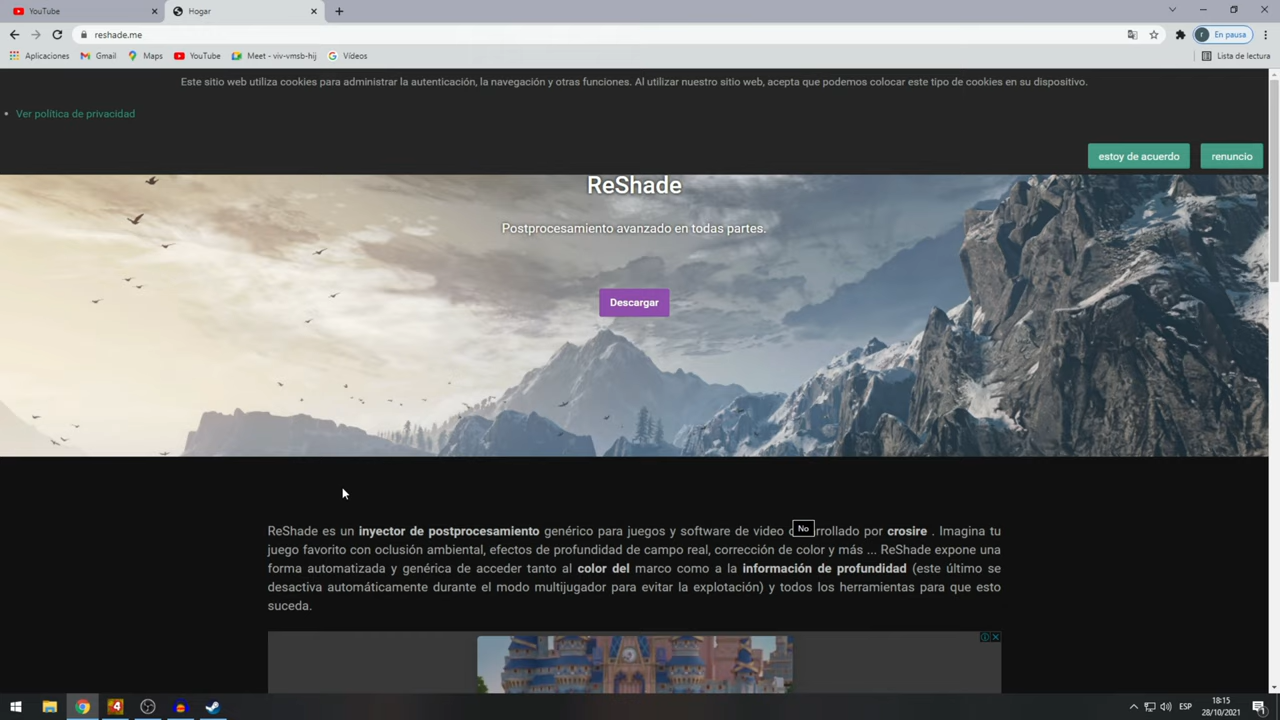 YouTube
Hogar
reshade.me
En pausa
Aplicaciones
Gmail
Maps
YouTube
Meet - viv-vmsb-hij
Vídeos
Lista de lectura
Este sitio web utiliza cookies para administrar la autenticación, la navegación y otras funciones. Al utilizar nuestro sitio web, acepta que podemos colocar este tipo de cookies en su dispositivo.
Ver política de privacidad
estoy de acuerdo
renuncio
ReShade
Postprocesamiento avanzado en todas partes.
Descargar
ReShade es un inyector de postprocesamiento genérico para juegos y software de video rrollado por crosire . Imagina tu
No
juego favorito con oclusión ambiental, efectos de profundidad de campo real, corrección de color y más ... ReShade expone una
forma automatizada y genérica de acceder tanto al color del marco como a la información de profundidad (este último se
desactiva automáticamente durante el modo multijugador para evitar la explotación) y todos los herramientas para que esto
suceda.
18:15
ESP
28/10/2021